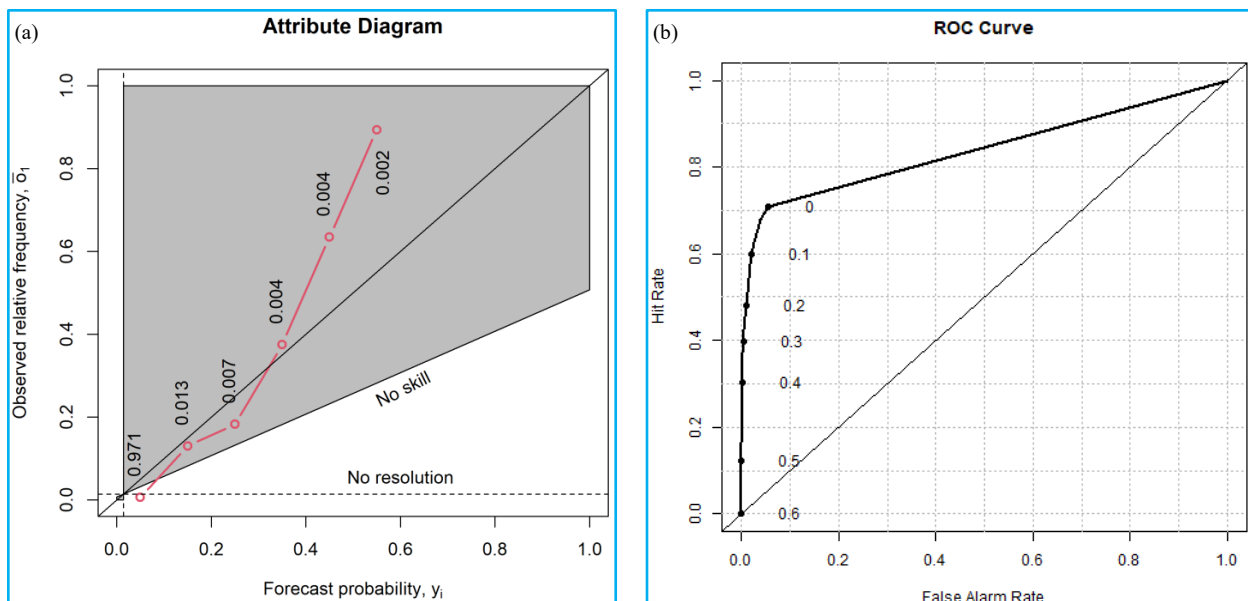 (a)
Attribute Diagram
Observed relative frequency, o̅₁
1.0
0.8
0.6
0.4
0.2
0.0
0.971
0.013
0.007
0.004
0.004
0.002
No skill
No resolution
0.0 0.2 0.4 0.6 0.8 1.0
Forecast probability, yᵢ
(b)
ROC Curve
Hit Rate
1.0
0.8
0.6
0.4
0.2
0.0
0
0.1
0.2
0.3
0.4
0.5
0.6
0.0 0.2 0.4 0.6 0.8 1.0
False Alarm Rate